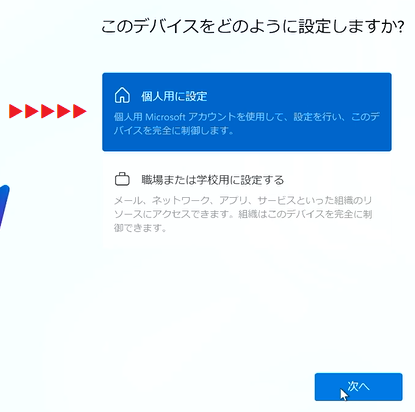 このデバイスをどのように設定しますか?
個人用に設定
個人用 Microsoft アカウントを使用して、設定を行い、このデ
バイスを完全に制御します。
職場または学校用に設定する
メール、ネットワーク、アプリ、サービスといった組織のリ
ソースにアクセスできます。組織はこのデバイスを完全に制
御できます。
次へ